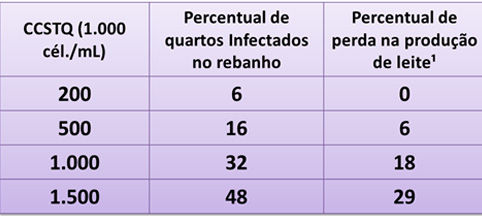 CCSTQ (1.000
cél./mL)
Percentual de
quartos Infectados
no rebanho
Percentual de
perda na produção
de leite¹
200 6 0
500 16 6
1.000 32 18
1.500 48 29